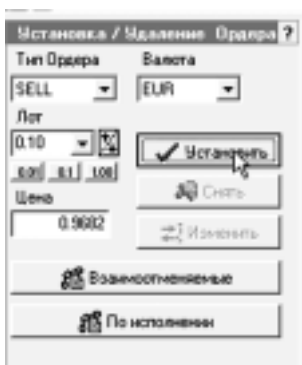 Установка / Удаление Ордера ?
Тип Ордера Валюта
SELL EUR
Лот
0.10 Установить
0.01 0.1 1.00 Снять
Цена
0.9682 Изменить
Взаимоотменяемые
По исполнении